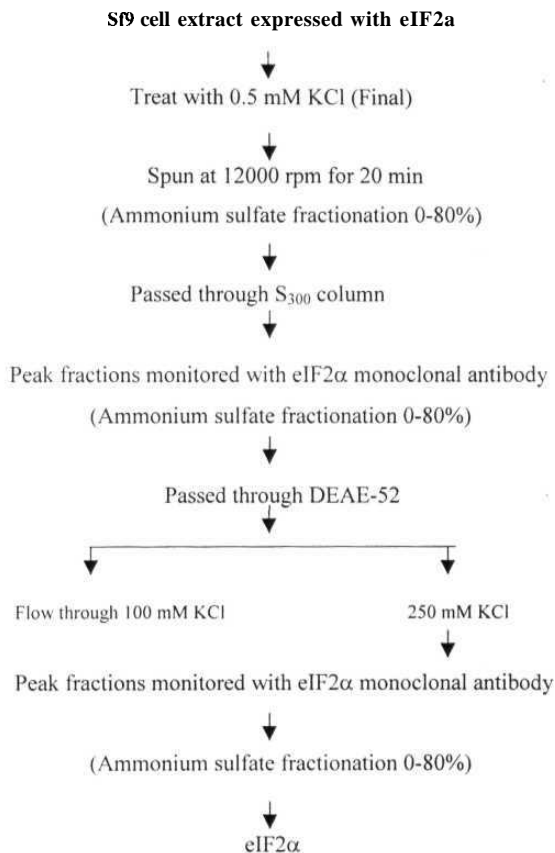 Sf9 cell extract expressed with eIF2a
Treat with 0.5 mM KCl (Final)
Spun at 12000 rpm for 20 min
(Ammonium sulfate fractionation 0-80%)
Passed through S₃₀₀ column
Peak fractions monitored with eIF2α monoclonal antibody
(Ammonium sulfate fractionation 0-80%)
Passed through DEAE-52
Flow through 100 mM KCl
250 mM KCl
Peak fractions monitored with eIF2α monoclonal antibody
(Ammonium sulfate fractionation 0-80%)
eIF2α